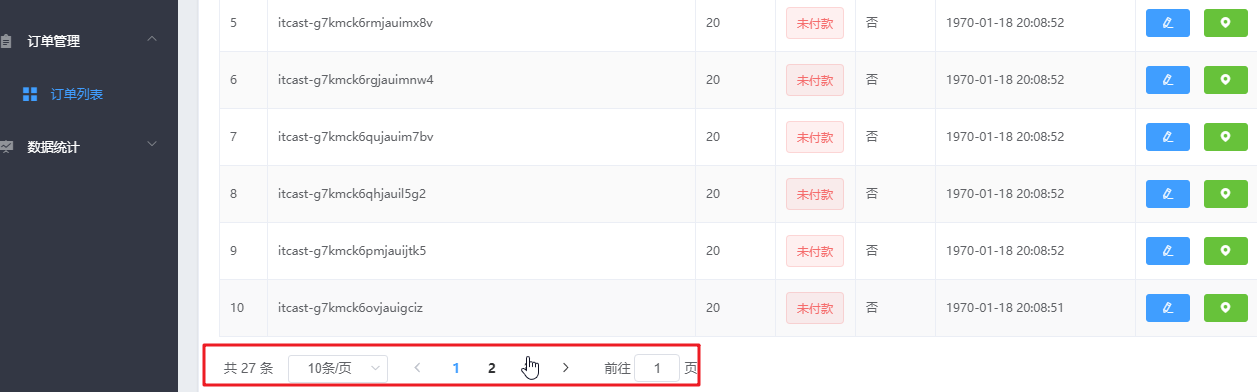 订单管理
订单列表
数据统计
5 itcast-g7kmck6rmjauimx8v 20 未付款 否 1970-01-18 20:08:52
6 itcast-g7kmck6rgjauimnw4 20 未付款 否 1970-01-18 20:08:52
7 itcast-g7kmck6qujauim7bv 20 未付款 否 1970-01-18 20:08:52
8 itcast-g7kmck6qhjauil5g2 20 未付款 否 1970-01-18 20:08:52
9 itcast-g7kmck6pmjauijtk5 20 未付款 否 1970-01-18 20:08:52
10 itcast-g7kmck6ovjauigciz 20 未付款 否 1970-01-18 20:08:51
共 27 条 10条/页 1 2 前往 1 页